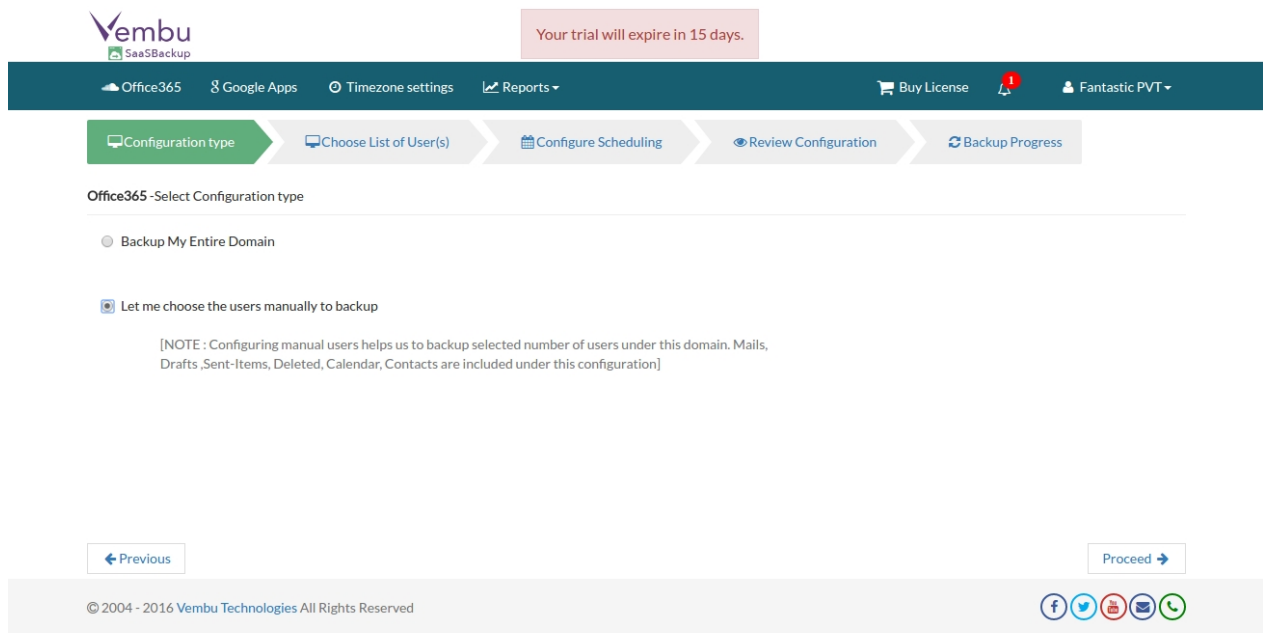 Vembu
SaaSBackup
Your trial will expire in 15 days.
Office365 Google Apps Timezone settings Reports Buy License 1 Fantastic PVT
Configuration type Choose List of User(s) Configure Scheduling Review Configuration Backup Progress
Office365 -Select Configuration type
Backup My Entire Domain
Let me choose the users manually to backup
[NOTE : Configuring manual users helps us to backup selected number of users under this domain. Mails,
Drafts ,Sent-Items, Deleted, Calendar, Contacts are included under this configuration]
Previous Proceed
© 2004 - 2016 Vembu Technologies All Rights Reserved